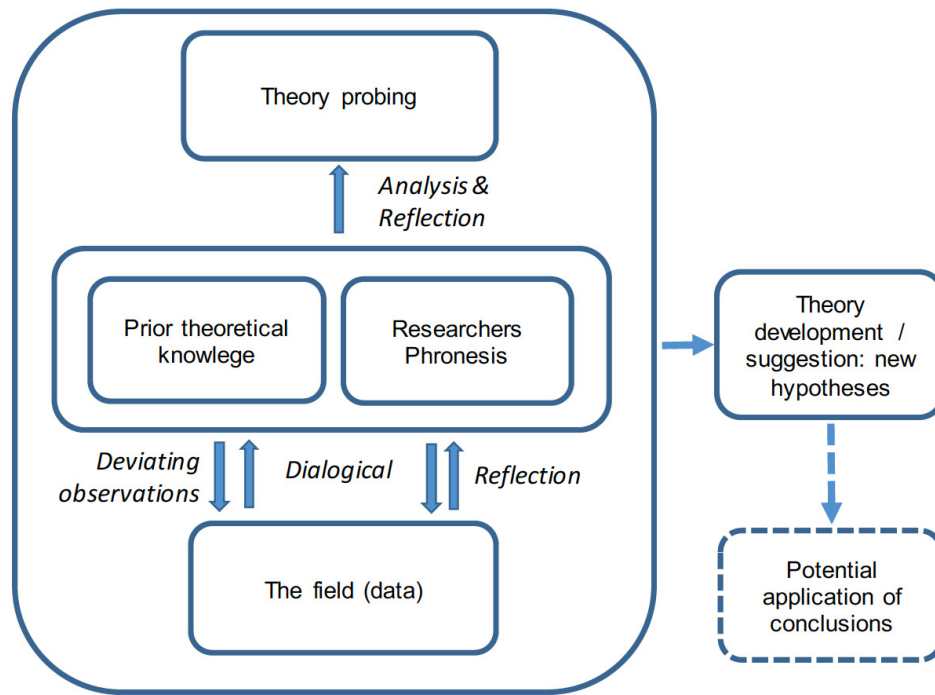 Theory probing
Analysis &
Reflection
Prior theoretical
knowlege
Researchers
Phronesis
Deviating
observations
Dialogical
Reflection
The field (data)
Theory
development /
suggestion: new
hypotheses
Potential
application of
conclusions